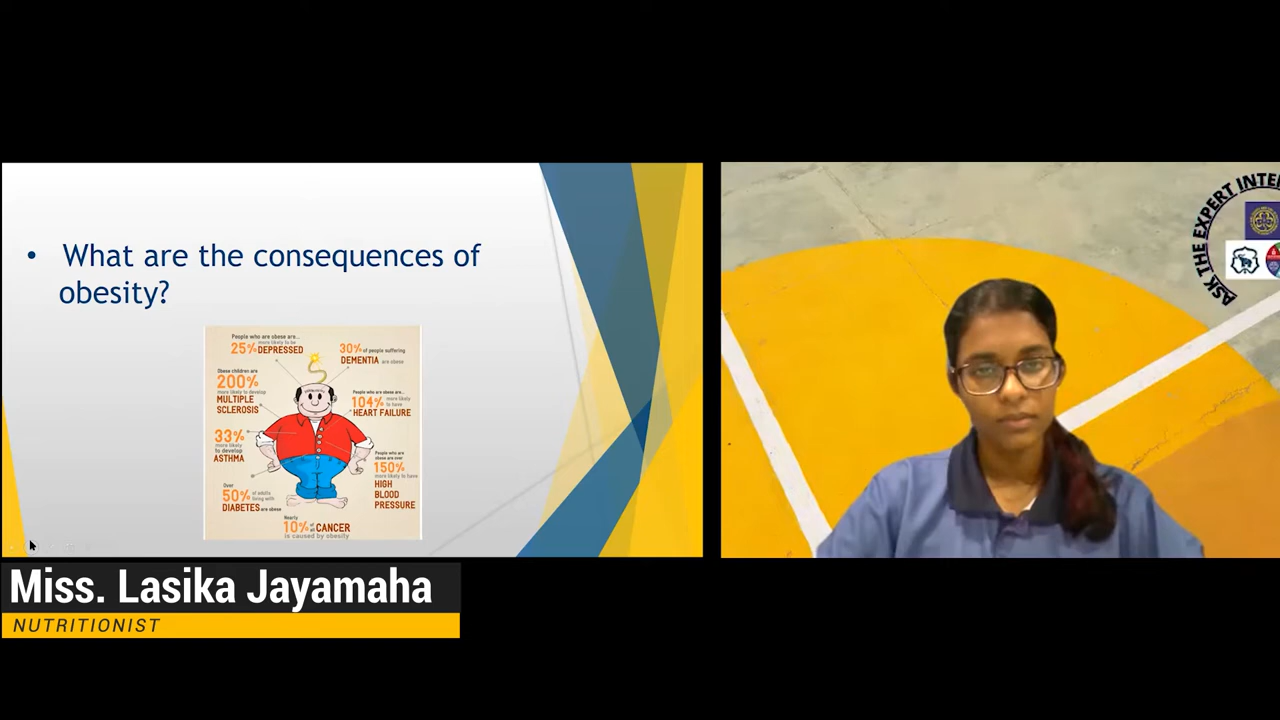 • What are the consequences of
obesity?
People who are obese are...
more likely to be
25% DEPRESSED
30% of people suffering
DEMENTIA are obese
Obese children are
200%
more likely to develop
MULTIPLE
SCLEROSIS
People who are obese are...
104% more likely to have
HEART FAILURE
33%
more likely to develop
ASTHMA
People who are obese are over
150%
more likely to have
HIGH
BLOOD
PRESSURE
Over
50% of adults living with
DIABETES are obese
Nearly
10% of all CANCER
is caused by obesity
ASK THE EXPERT INTE
Miss. Lasika Jayamaha
NUTRITIONIST